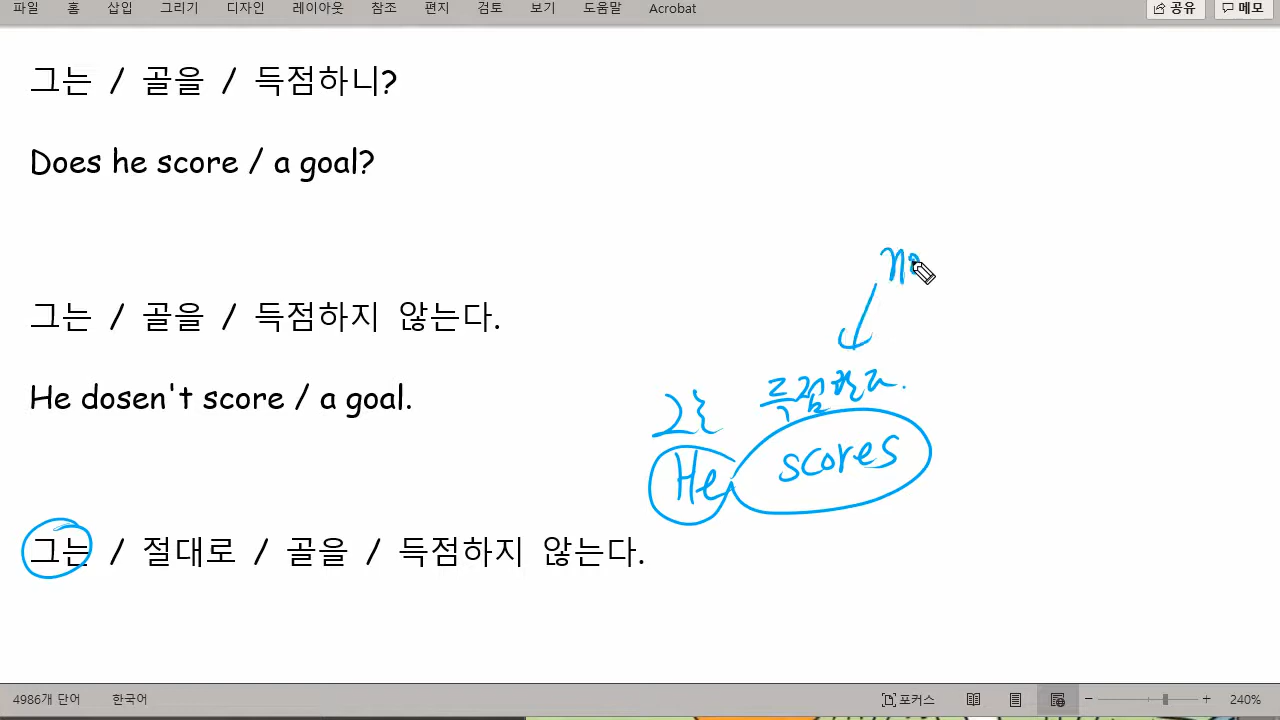 파일 홈 삽입 그리기 디자인 레이아웃 참조 편지 검토 보기 도움말 Acrobat 공유 메모
그는 / 골을 / 득점하니?
Does he score / a goal?
no
그는 / 골을 / 득점하지 않는다.
He dosen't score / a goal.
그는 득점한다.
He scores
그는 / 절대로 / 골을 / 득점하지 않는다.
4986개 단어 한국어 포커스 240%